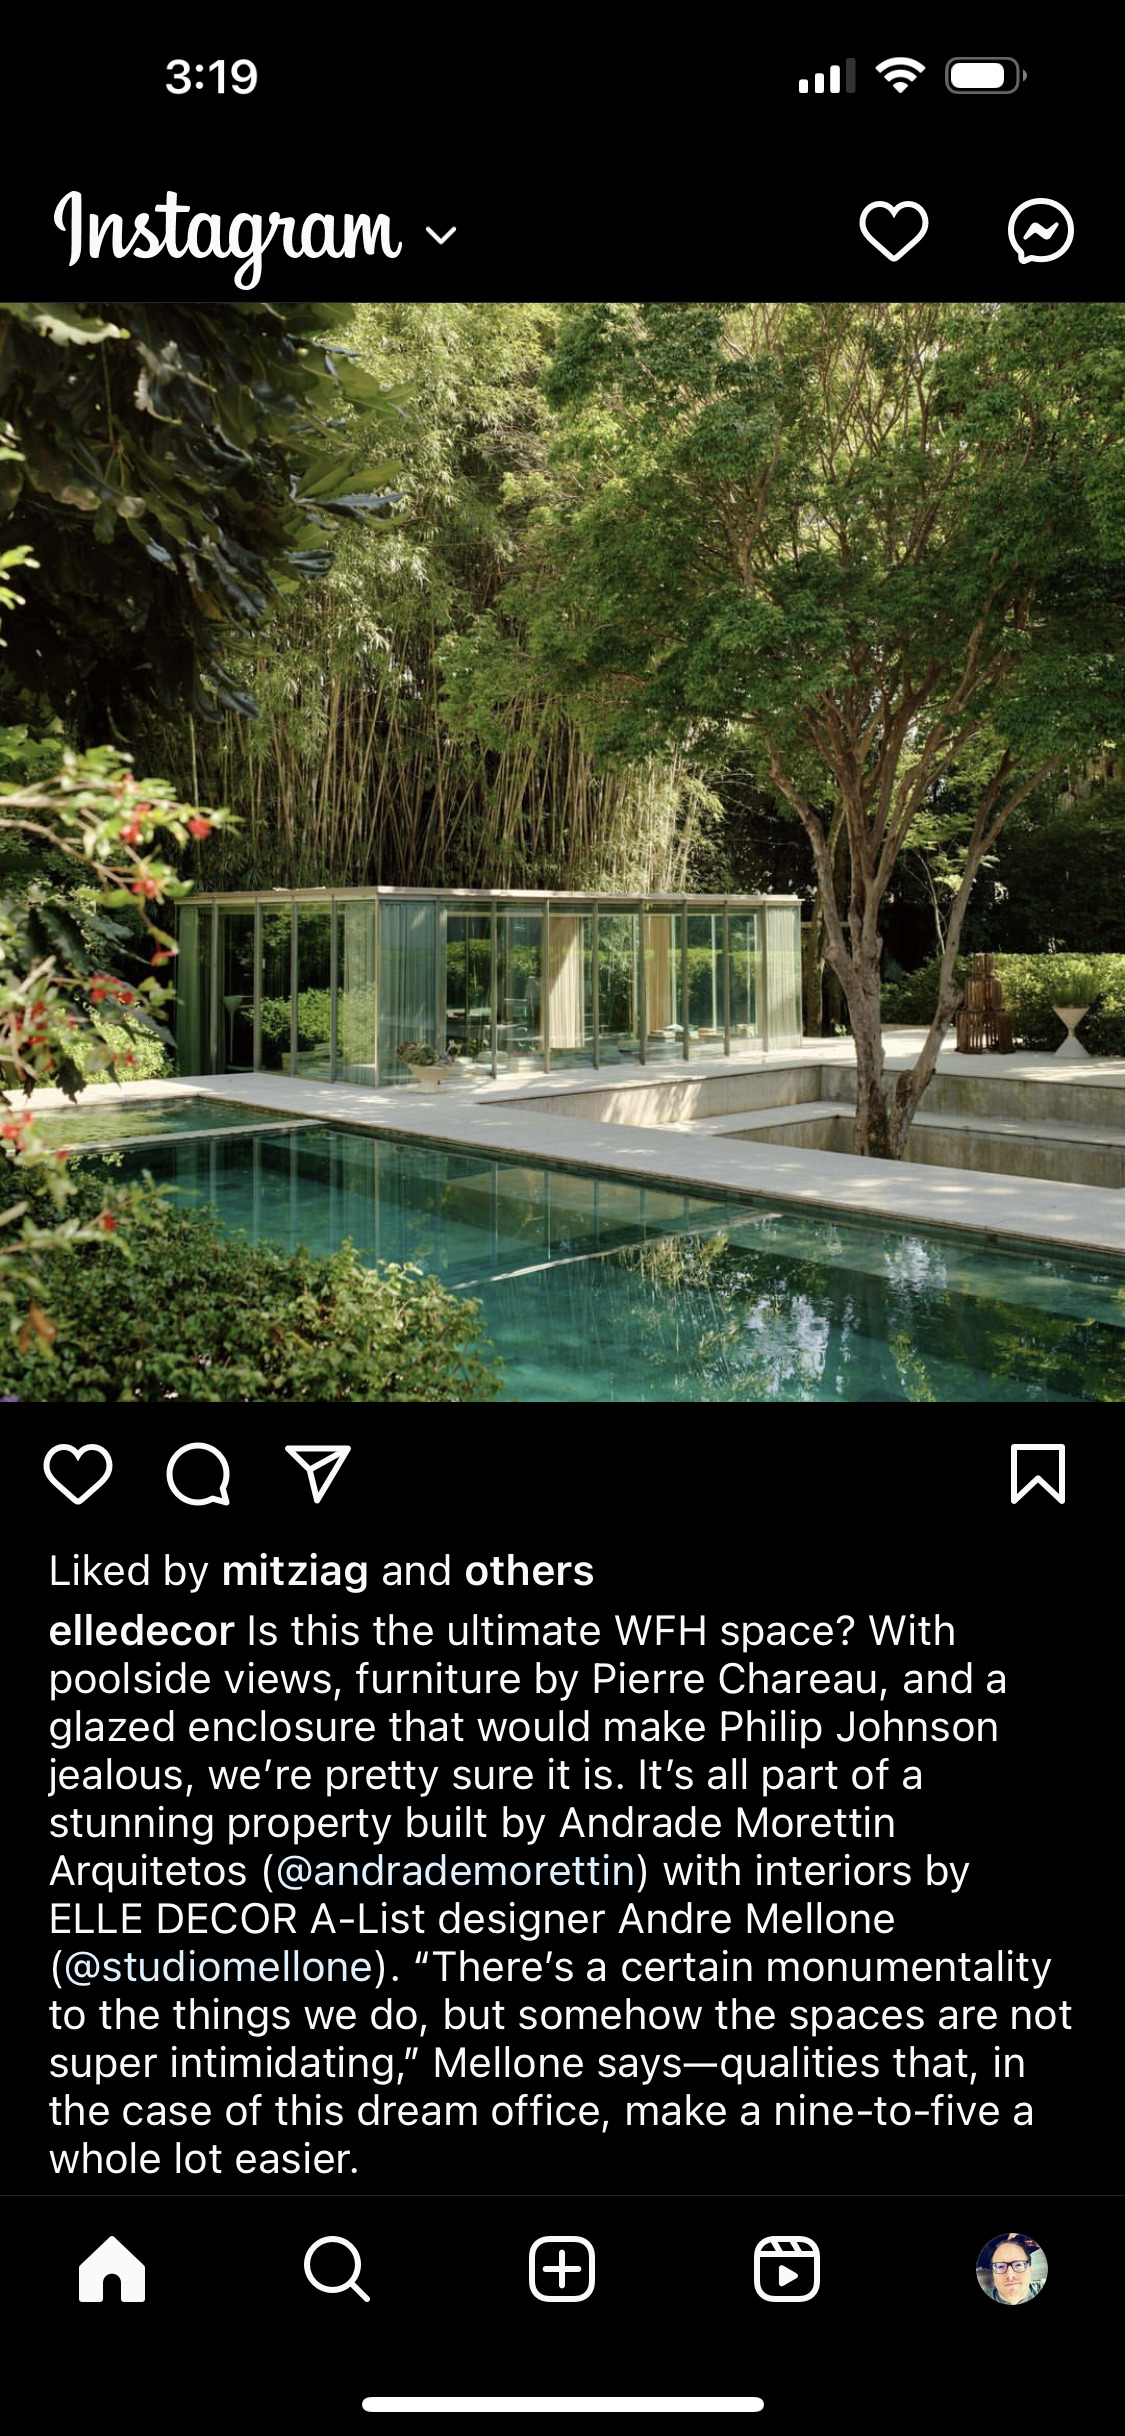 3:19
Instagram
Liked by mitziag and others
elledecor Is this the ultimate WFH space? With
poolside views, furniture by Pierre Chareau, and a
glazed enclosure that would make Philip Johnson
jealous, we’re pretty sure it is. It’s all part of a
stunning property built by Andrade Morettin
Arquitetos (@andrademorettin) with interiors by
ELLE DECOR A-List designer Andre Mellone
(@studiomellone). “There’s a certain monumentality
to the things we do, but somehow the spaces are not
super intimidating,” Mellone says—qualities that, in
the case of this dream office, make a nine-to-five a
whole lot easier.